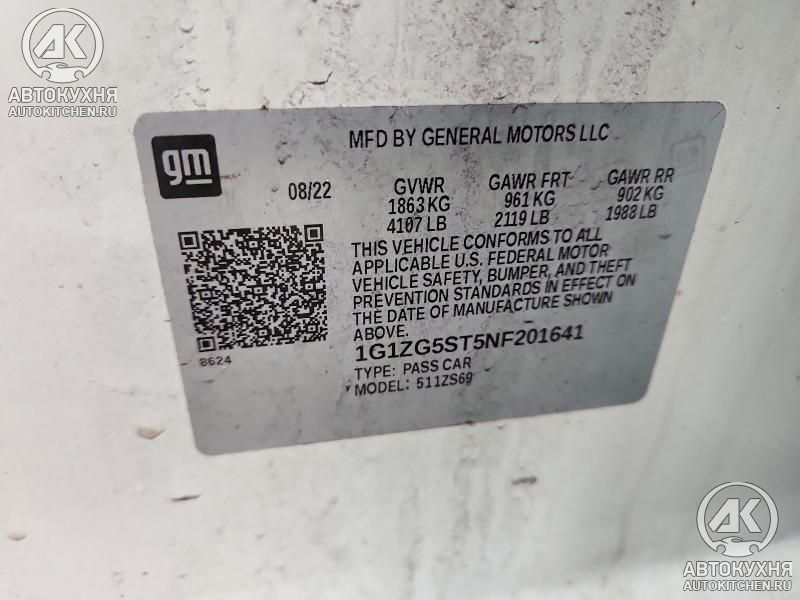 AK
АВТОКУХНЯ
AUTOKITCHEN.RU
gm
MFD BY GENERAL MOTORS LLC
08/22
GVWR GAWR FRT GAWR RR
1863 KG 961 KG 902 KG
4107 LB 2119 LB 1988 LB
THIS VEHICLE CONFORMS TO ALL
APPLICABLE U.S. FEDERAL MOTOR
VEHICLE SAFETY, BUMPER, AND THEFT
PREVENTION STANDARDS IN EFFECT ON
THE DATE OF MANUFACTURE SHOWN
ABOVE.
8624
1G1ZG5ST5NF201641
TYPE: PASS CAR
MODEL: 511ZS69
AK
АВТОКУХНЯ
AUTOKITCHEN.RU